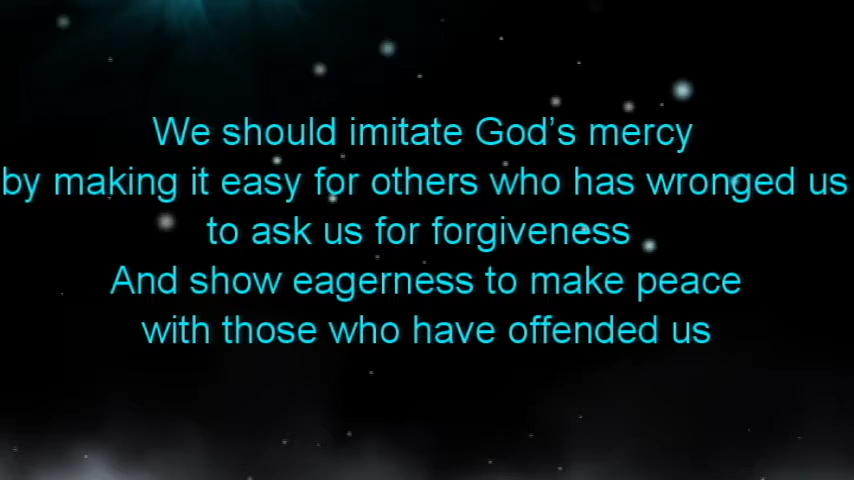 We should imitate God’s mercy
by making it easy for others who has wronged us
to ask us for forgiveness
And show eagerness to make peace
with those who have offended us